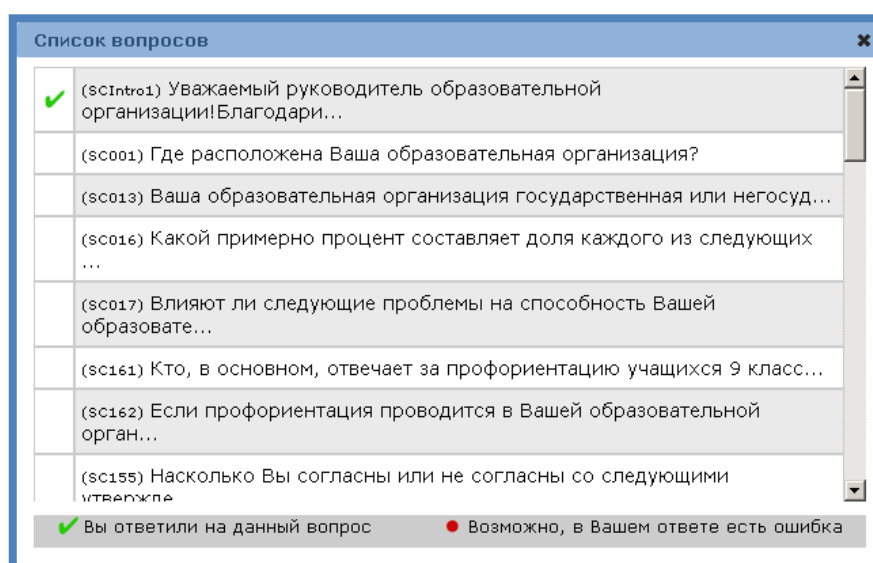 Список вопросов
(SCIntro1) Уважаемый руководитель образовательной
организации!Благодари...
(SC001) Где расположена Ваша образовательная организация?
(SC013) Ваша образовательная организация государственная или негосуд...
(SC016) Какой примерно процент составляет доля каждого из следующих
...
(SC017) Влияют ли следующие проблемы на способность Вашей
образовате...
(SC161) Кто, в основном, отвечает за профориентацию учащихся 9 класс...
(SC162) Если профориентация проводится в Вашей образовательной
орган...
(SC155) Насколько Вы согласны или не согласны со следующими
утвержде...
Вы ответили на данный вопрос Возможно, в Вашем ответе есть ошибка